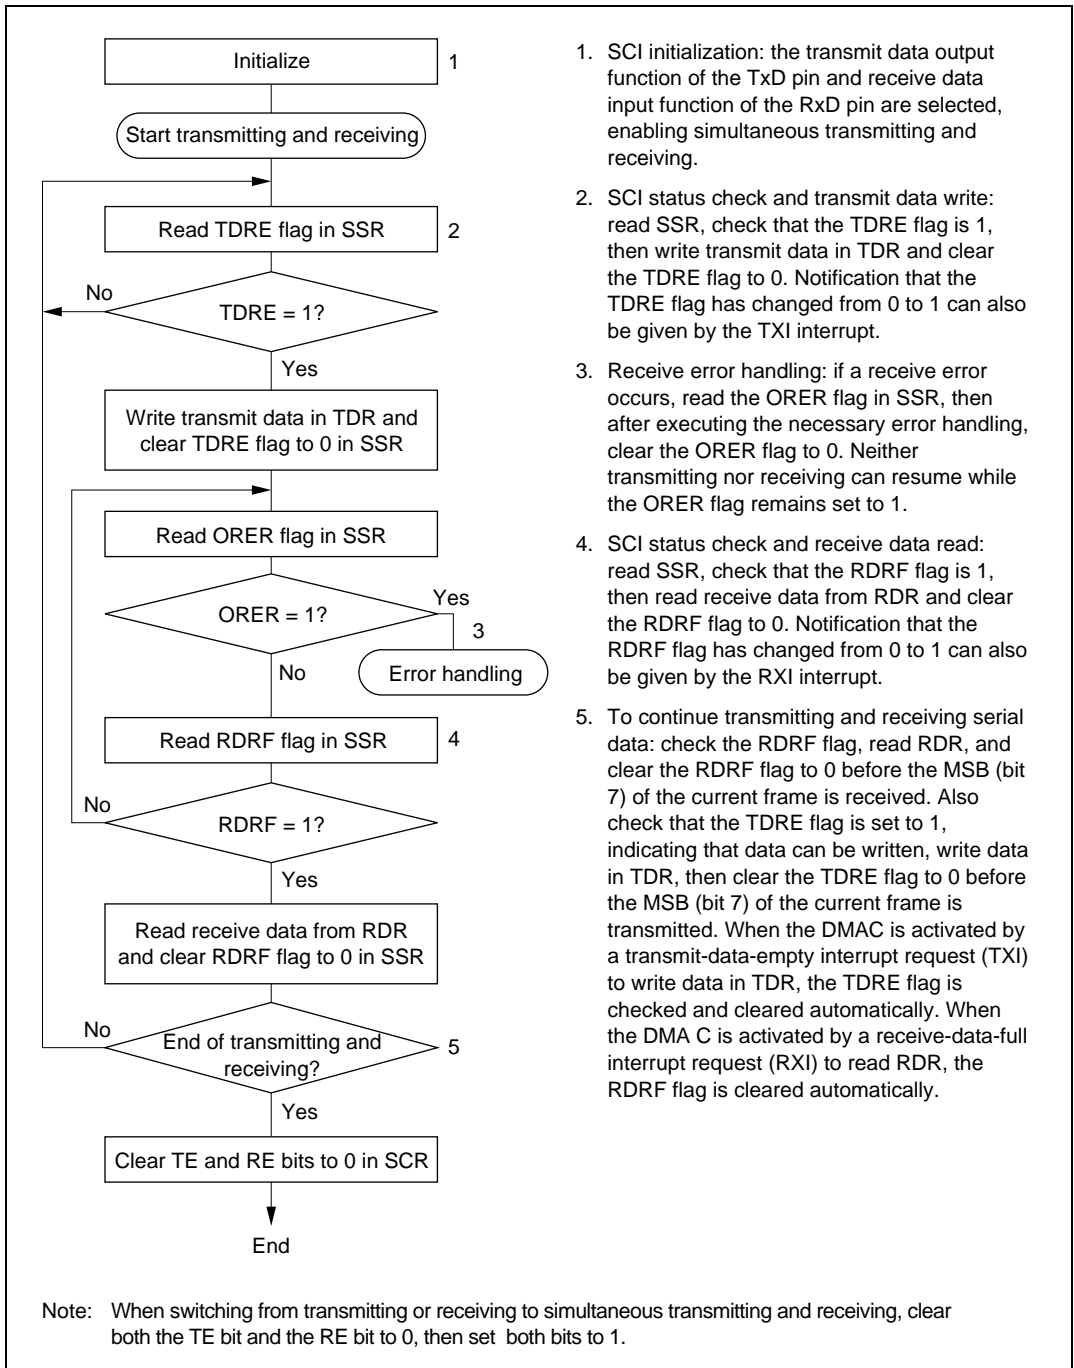 Initialize
1
Start transmitting and receiving
Read TDRE flag in SSR
2
No
TDRE = 1?
Yes
Write transmit data in TDR and
clear TDRE flag to 0 in SSR
Read ORER flag in SSR
ORER = 1?
Yes
3
Error handling
No
Read RDRF flag in SSR
4
No
RDRF = 1?
Yes
Read receive data from RDR
and clear RDRF flag to 0 in SSR
No
End of transmitting and
receiving?
5
Yes
Clear TE and RE bits to 0 in SCR
End
1. SCI initialization: the transmit data output
function of the TxD pin and receive data
input function of the RxD pin are selected,
enabling simultaneous transmitting and
receiving.
2. SCI status check and transmit data write:
read SSR, check that the TDRE flag is 1,
then write transmit data in TDR and clear
the TDRE flag to 0. Notification that the
TDRE flag has changed from 0 to 1 can also
be given by the TXI interrupt.
3. Receive error handling: if a receive error
occurs, read the ORER flag in SSR, then
after executing the necessary error handling,
clear the ORER flag to 0. Neither
transmitting nor receiving can resume while
the ORER flag remains set to 1.
4. SCI status check and receive data read:
read SSR, check that the RDRF flag is 1,
then read receive data from RDR and clear
the RDRF flag to 0. Notification that the
RDRF flag has changed from 0 to 1 can also
be given by the RXI interrupt.
5. To continue transmitting and receiving serial
data: check the RDRF flag, read RDR, and
clear the RDRF flag to 0 before the MSB (bit
7) of the current frame is received. Also
check that the TDRE flag is set to 1,
indicating that data can be written, write data
in TDR, then clear the TDRE flag to 0 before
the MSB (bit 7) of the current frame is
transmitted. When the DMAC is activated by
a transmit-data-empty interrupt request (TXI)
to write data in TDR, the TDRE flag is
checked and cleared automatically. When
the DMA C is activated by a receive-data-full
interrupt request (RXI) to read RDR, the
RDRF flag is cleared automatically.
Note: When switching from transmitting or receiving to simultaneous transmitting and receiving, clear
both the TE bit and the RE bit to 0, then set both bits to 1.